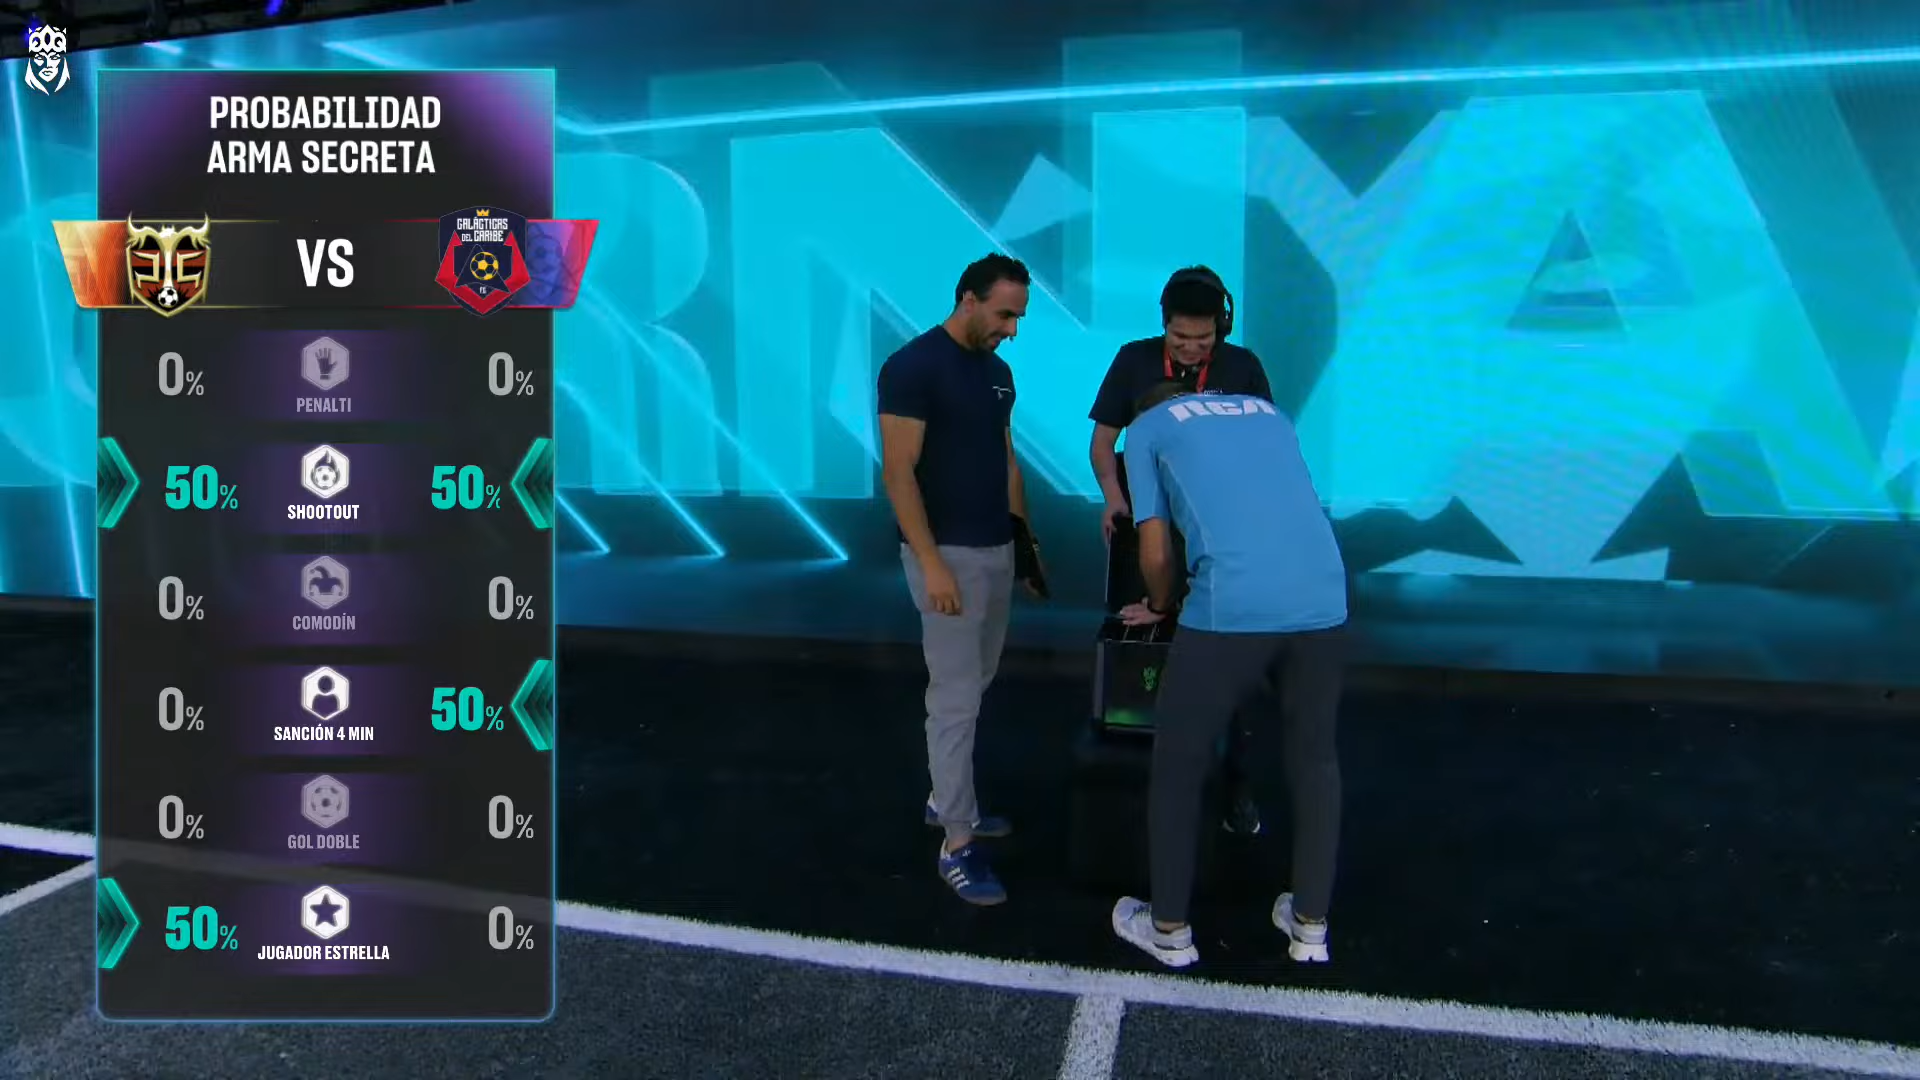 PROBABILIDAD
ARMA SECRETA
VS
GALÁCTICAS
DEL CARIBE
0%
PENALTI
0%
50%
SHOOTOUT
50%
0%
COMODÍN
0%
0%
SANCIÓN 4 MIN
50%
0%
GOL DOBLE
0%
50%
JUGADOR ESTRELLA
0%
RCA